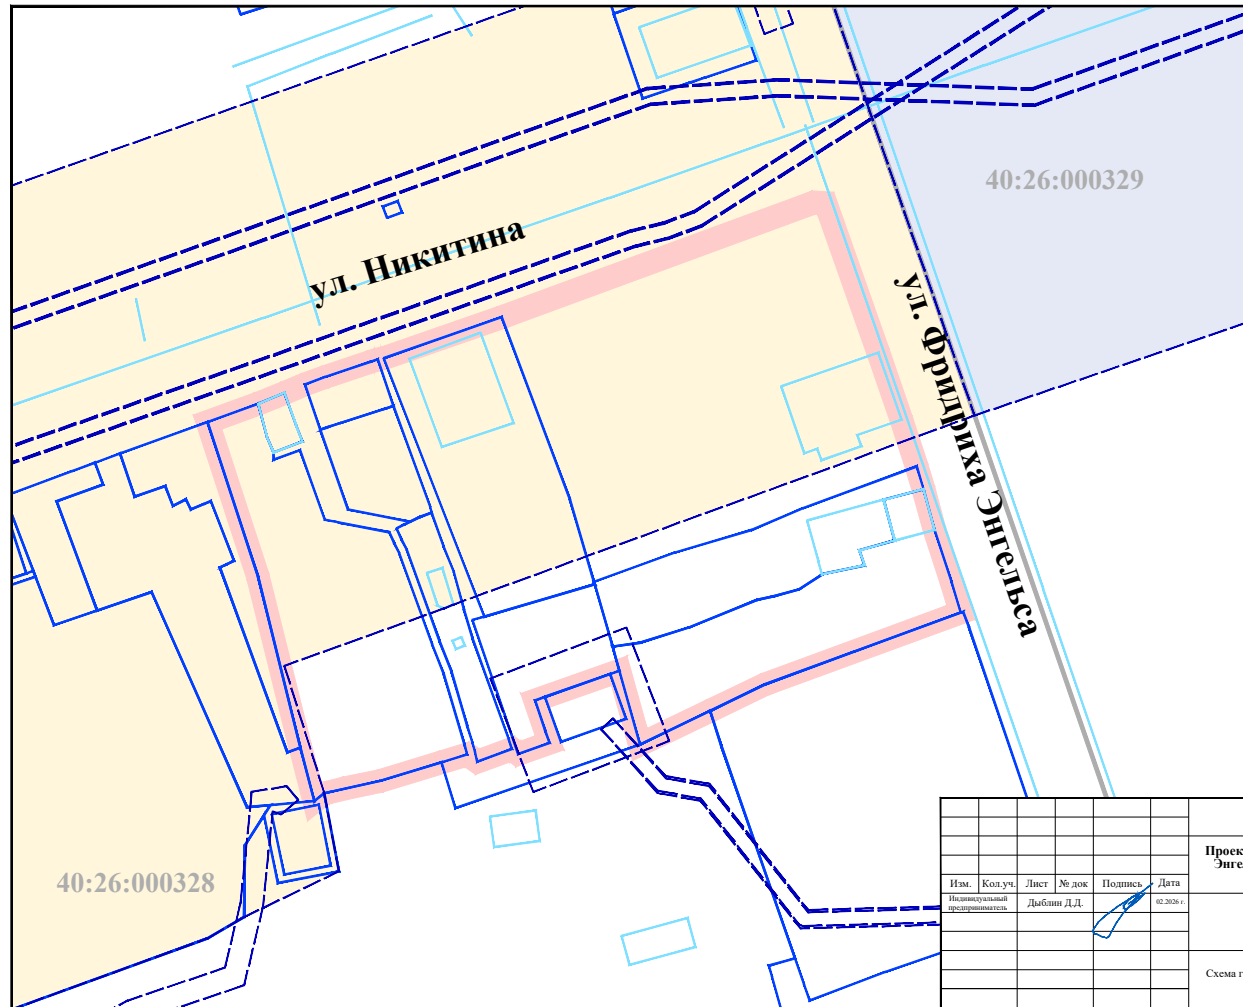 40:26:000329
ул. Никитина
ул. Фридриха Энгельса
40:26:000328
Проек
Энге
Изм. Кол.уч. Лист № док Подпись Дата
Индивидуальный
предприниматель
Дыблин Д.Д.
02.2026 г.
Схема г